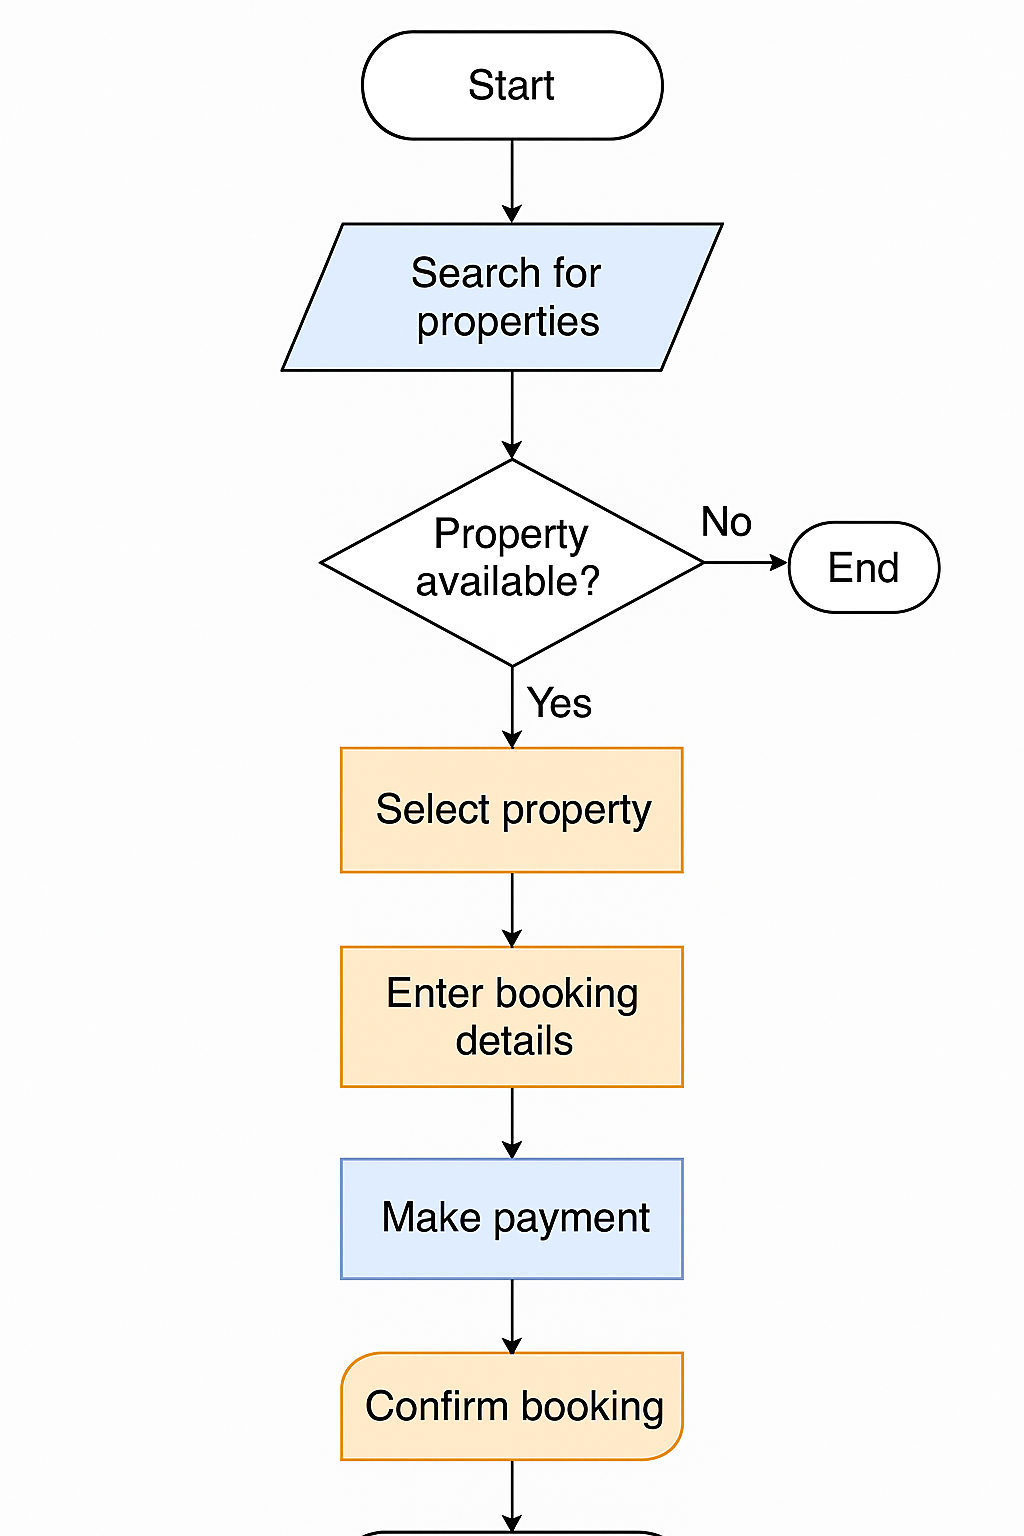 Start
Search for
properties
Property
available?
No
End
Yes
Select property
Enter booking
details
Make payment
Confirm booking